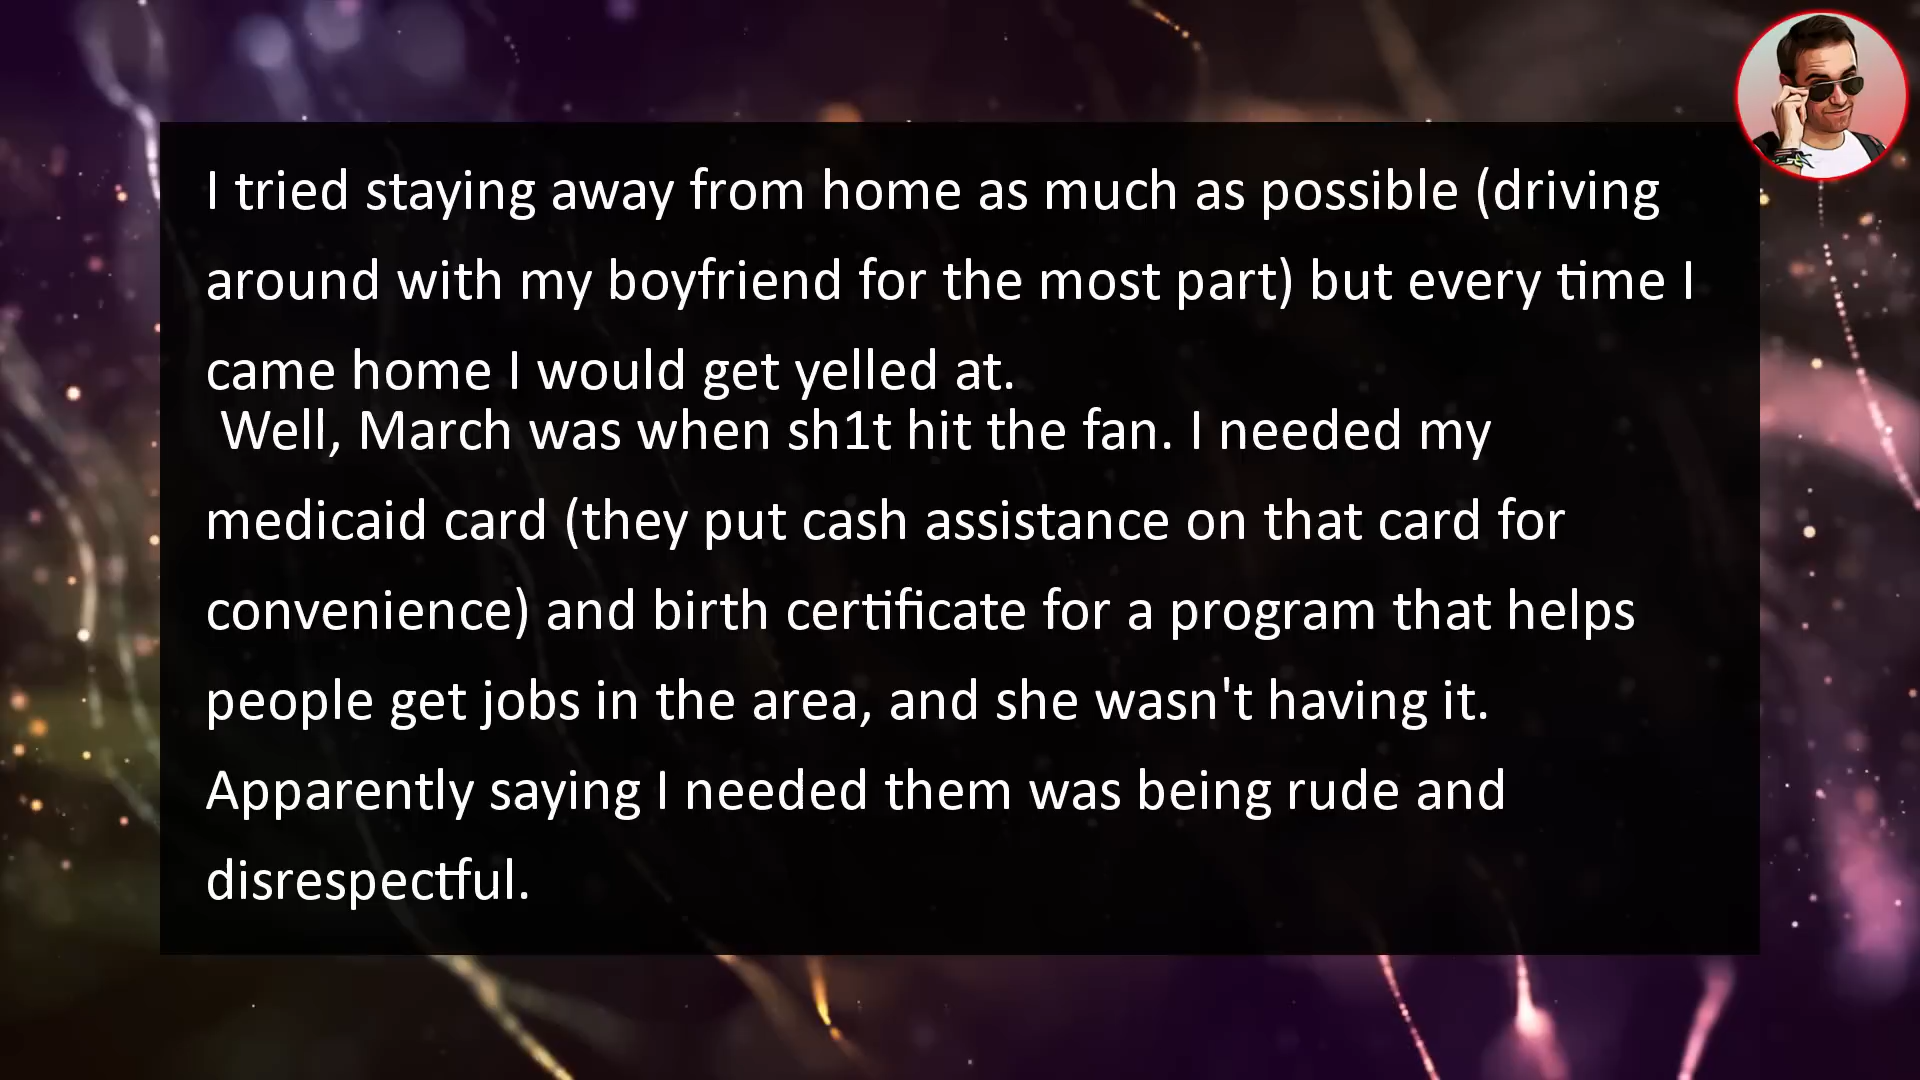 I tried staying away from home as much as possible (driving
around with my boyfriend for the most part) but every time I
came home I would get yelled at.
Well, March was when sh1t hit the fan. I needed my
medicaid card (they put cash assistance on that card for
convenience) and birth certificate for a program that helps
people get jobs in the area, and she wasn't having it.
Apparently saying I needed them was being rude and
disrespectful.